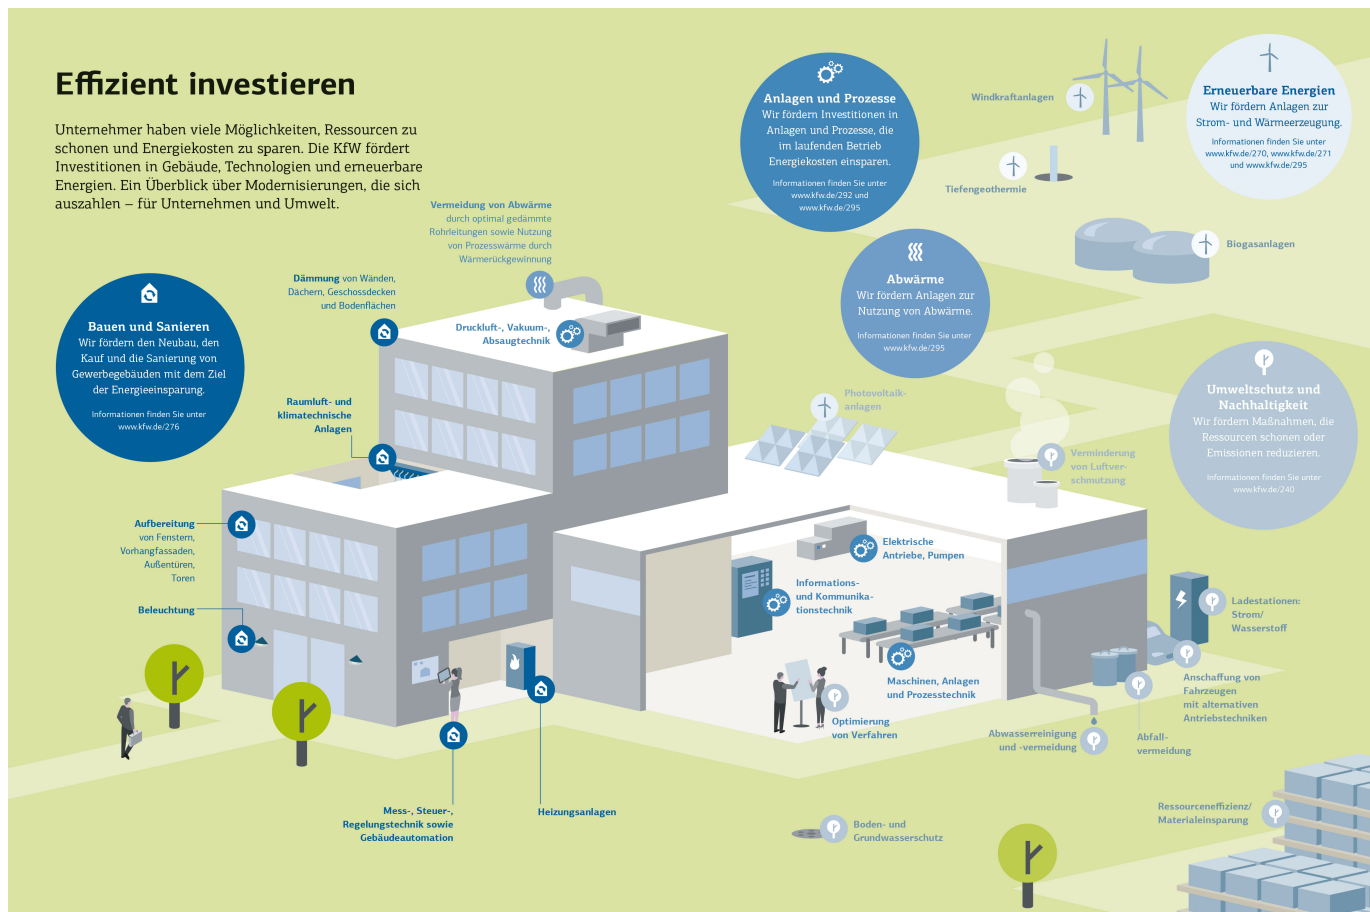 Effizient investieren
Unternehmer haben viele Möglichkeiten, Ressourcen zu
schonen und Energiekosten zu sparen. Die KfW fördert
Investitionen in Gebäude, Technologien und erneuerbare
Energien. Ein Überblick über Modernisierungen, die sich
auszahlen – für Unternehmen und Umwelt.
Bauen und Sanieren
Wir fördern den Neubau, den
Kauf und die Sanierung von
Gewerbegebäuden mit dem Ziel
der Energieeinsparung.
Informationen finden Sie unter
www.kfw.de/276
Vermeidung von Abwärme
durch optimal gedämmte
Rohrleitungen sowie Nutzung
von Prozesswärme durch
Wärmerückgewinnung
Dämmung von Wänden,
Dächern, Geschossdecken
und Bodenflächen
Druckluft-, Vakuum-,
Absaugtechnik
Raumluft- und
klimatechnische
Anlagen
Aufbereitung
von Fenstern,
Vorhangfassaden,
Außentüren,
Toren
Beleuchtung
Mess-, Steuer-,
Regelungstechnik sowie
Gebäudeautomation
Heizungsanlagen
Anlagen und Prozesse
Wir fördern Investitionen in
Anlagen und Prozesse, die
im laufenden Betrieb
Energiekosten einsparen.
Informationen finden Sie unter
www.kfw.de/292 und
www.kfw.de/295
Abwärme
Wir fördern Anlagen zur
Nutzung von Abwärme.
Informationen finden Sie unter
www.kfw.de/295
Windkraftanlagen
Tiefengeothermie
Biogasanlagen
Erneuerbare Energien
Wir fördern Anlagen zur
Strom- und Wärmeerzeugung.
Informationen finden Sie unter
www.kfw.de/270, www.kfw.de/271
und www.kfw.de/295
Umweltschutz und
Nachhaltigkeit
Wir fördern Maßnahmen, die
Ressourcen schonen oder
Emissionen reduzieren.
Informationen finden Sie unter
www.kfw.de/240
Photovoltaik-
anlagen
Verminderung
von Luftver-
schmutzung
Elektrische
Antriebe, Pumpen
Informations-
und Kommunika-
tionstechnik
Maschinen, Anlagen
und Prozesstechnik
Optimierung
von Verfahren
Ladestationen:
Strom/
Wasserstoff
Anschaffung von
Fahrzeugen
mit alternativen
Antriebstechniken
Abwasserreinigung
und -vermeidung
Abfall-
vermeidung
Ressourceneffizienz/
Materialeinsparung
Boden- und
Grundwasserschutz